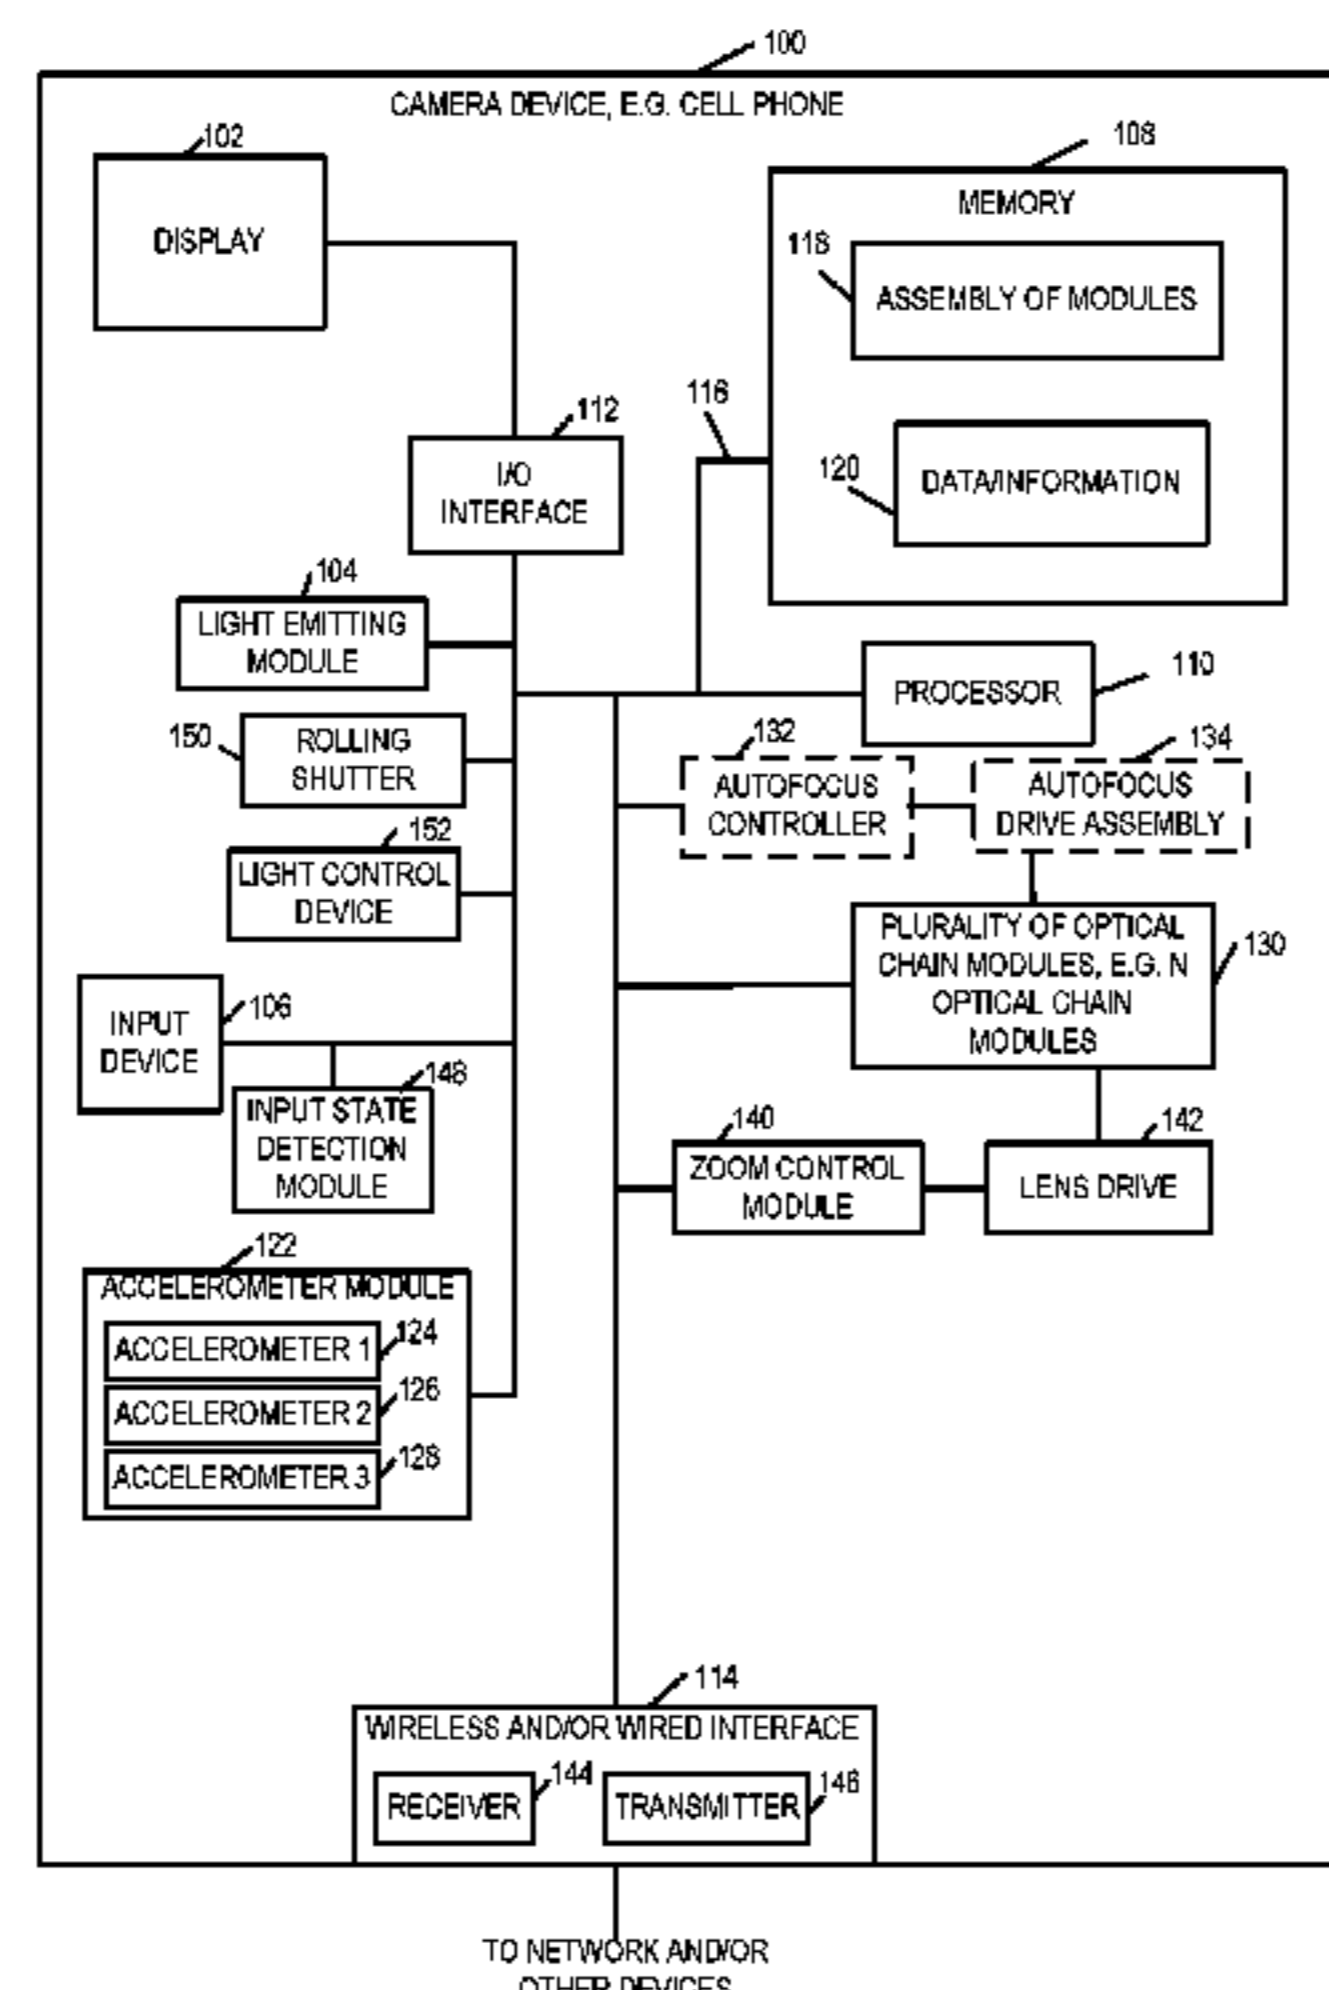 100
CAMERA DEVICE, E.G. CELL PHONE
102
DISPLAY
108
MEMORY
118
ASSEMBLY OF MODULES
116
120
DATA/INFORMATION
112
I/O
INTERFACE
104
LIGHT EMITTING
MODULE
110
PROCESSOR
150
ROLLING
SHUTTER
132
AUTOFOCUS
CONTROLLER
134
AUTOFOCUS
DRIVE ASSEMBLY
152
LIGHT CONTROL
DEVICE
130
PLURALITY OF OPTICAL
CHAIN MODULES, E.G. N
OPTICAL CHAIN
MODULES
106
INPUT
DEVICE
148
INPUT STATE
DETECTION
MODULE
140
ZOOM CONTROL
MODULE
142
LENS DRIVE
122
ACCELEROMETER MODULE
ACCELEROMETER 1
124
ACCELEROMETER 2
126
ACCELEROMETER 3
128
114
WIRELESS AND/OR WIRED INTERFACE
RECEIVER
144
TRANSMITTER
146
TO NETWORK AND/OR
OTHER DEVICES